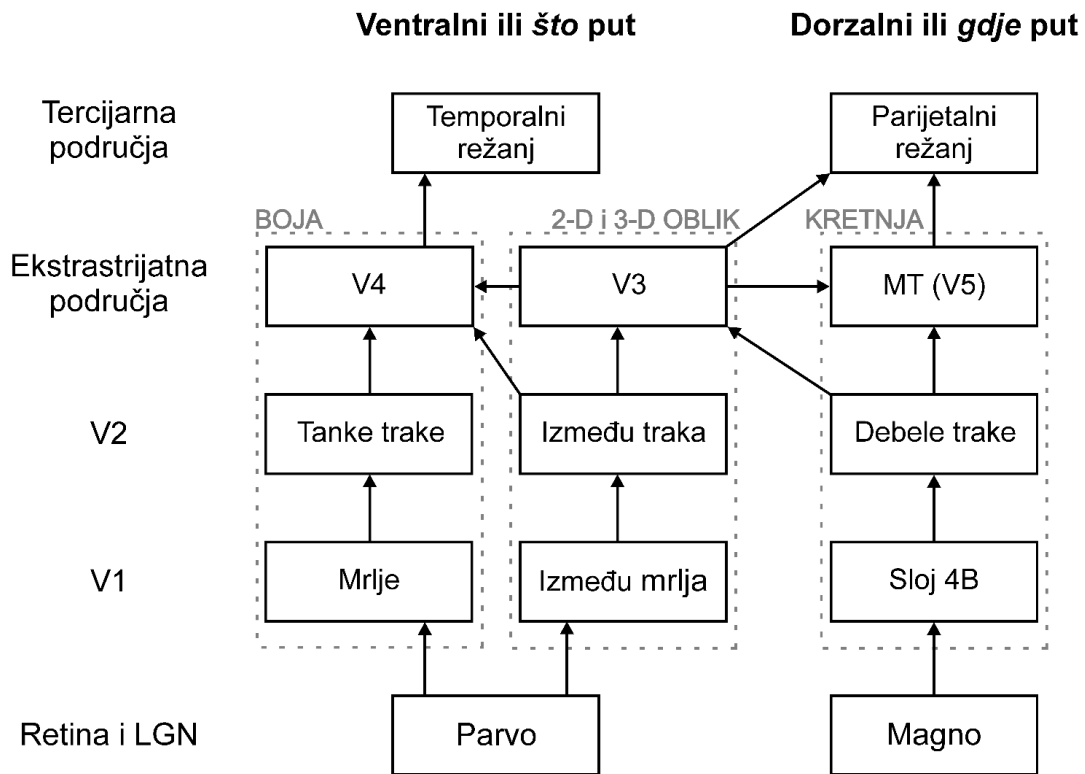 Ventralni ili što put
Dorzalni ili gdje put
Tercijarna
područja
Temporalni
režanj
Parijetalni
režanj
BOJA
2-D i 3-D OBLIK
KRETNJA
Ekstrastrijatna
područja
V4
V3
MT (V5)
V2
Tanke trake
Između traka
Debele trake
V1
Mrlje
Između mrlja
Sloj 4B
Retina i LGN
Parvo
Magno